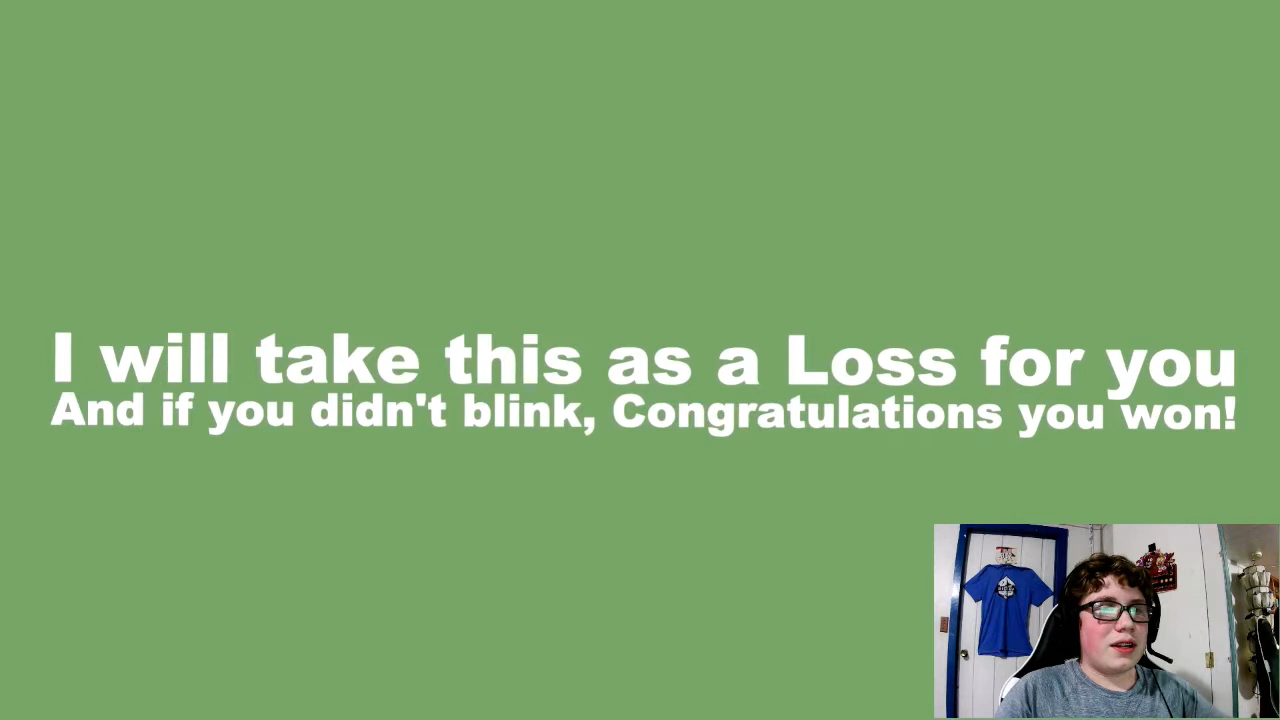 I will take this as a Loss for you
And if you didn't blink, Congratulations you won!